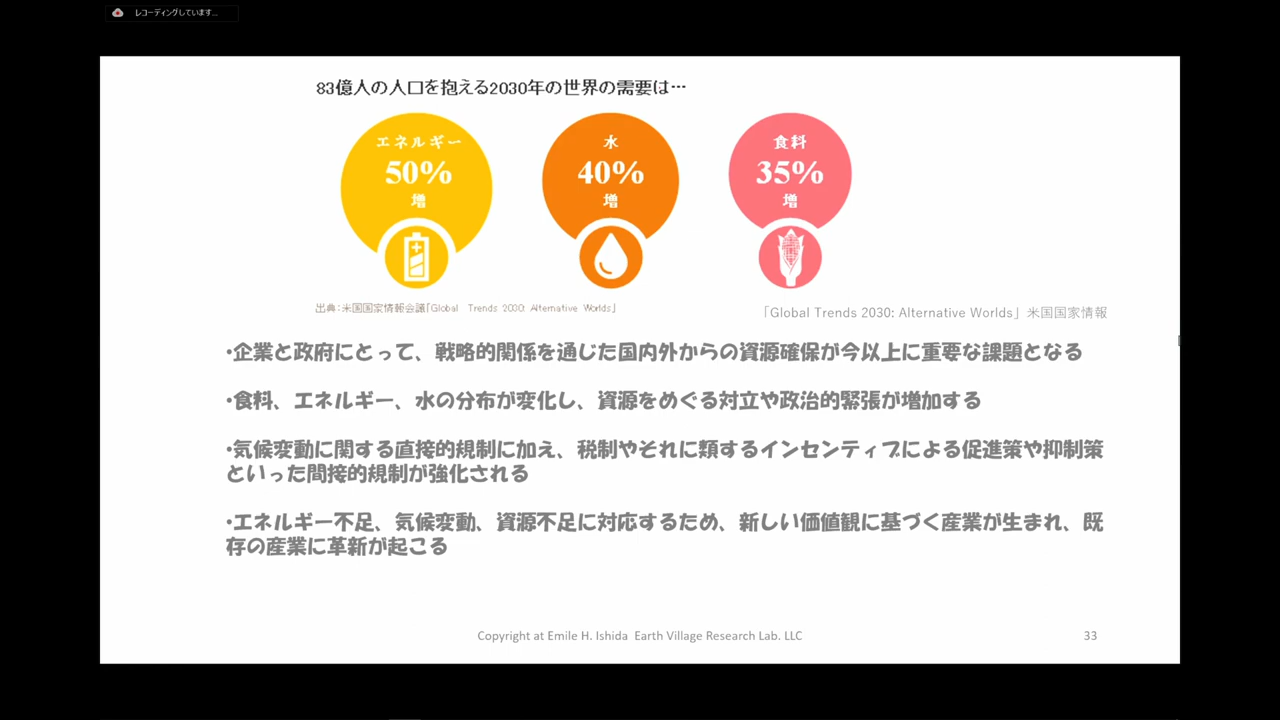 レコーディングしています...
83億人の人口を抱える2030年の世界の需要は…
エネルギー
50%
増
水
40%
増
食料
35%
増
出典：米国国家情報会議「Global Trends 2030: Alternative Worlds」
「Global Trends 2030: Alternative Worlds」米国国家情報
・企業と政府にとって、戦略的関係を通じた国内外からの資源確保が今以上に重要な課題となる
・食料、エネルギー、水の分布が変化し、資源をめぐる対立や政治的緊張が増加する
・気候変動に関する直接的規制に加え、税制やそれに類するインセンティブによる促進策や抑制策
といった間接的規制が強化される
・エネルギー不足、気候変動、資源不足に対応するため、新しい価値観に基づく産業が生まれ、既
存の産業に革新が起こる
Copyright at Emile H. Ishida Earth Village Research Lab. LLC
33